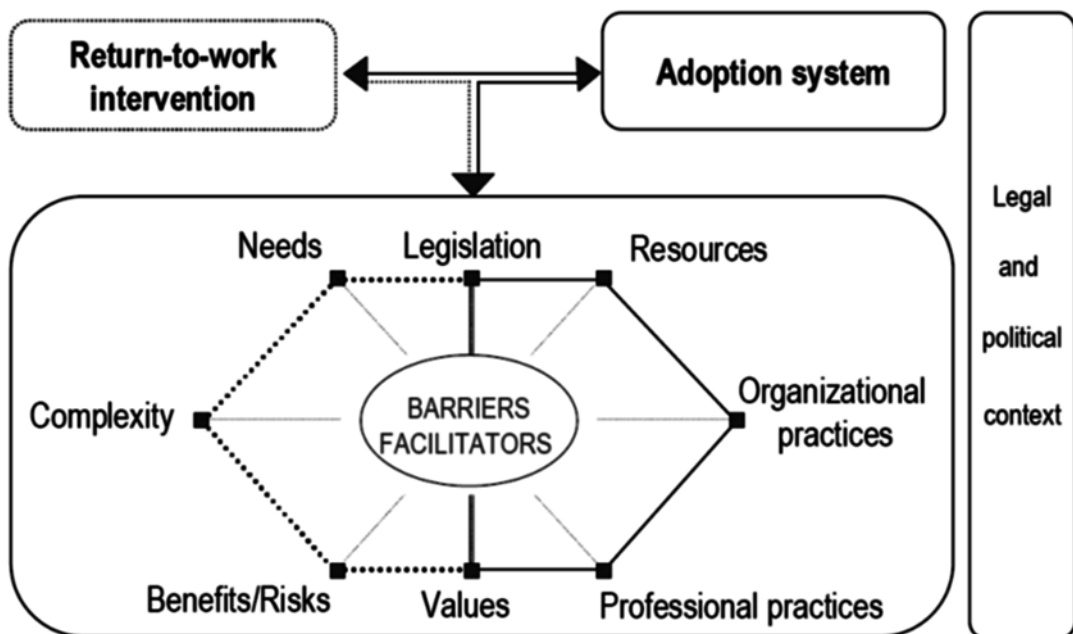 Return-to-work
intervention
Adoption system
Legal
and
political
context
Needs
Legislation
Resources
Complexity
BARRIERS
FACILITATORS
Organizational
practices
Benefits/Risks
Values
Professional practices